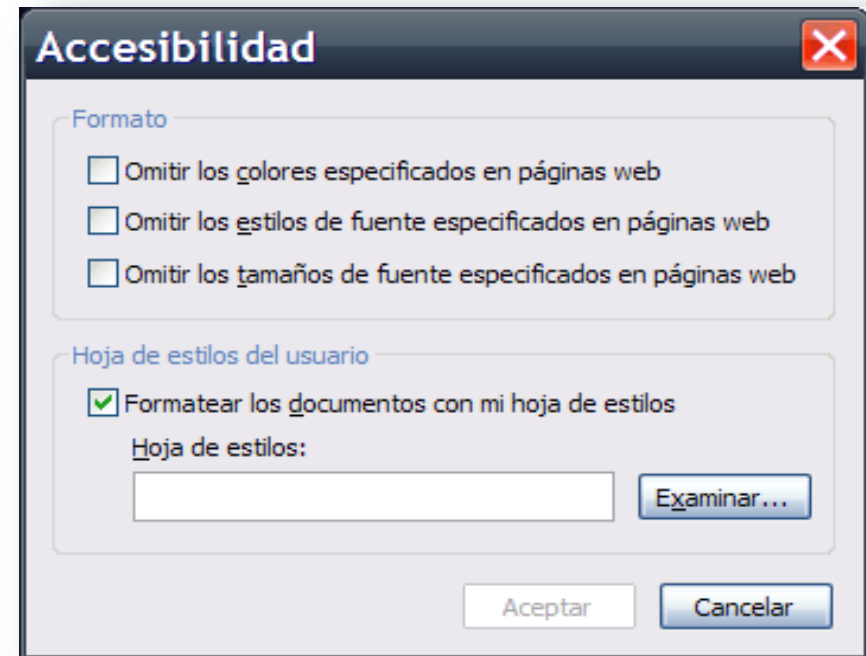 Accesibilidad
Formato
Omitir los colores especificados en páginas web
Omitir los estilos de fuente especificados en páginas web
Omitir los tamaños de fuente especificados en páginas web
Hoja de estilos del usuario
Formatear los documentos con mi hoja de estilos
Hoja de estilos:
Examinar...
Aceptar Cancelar